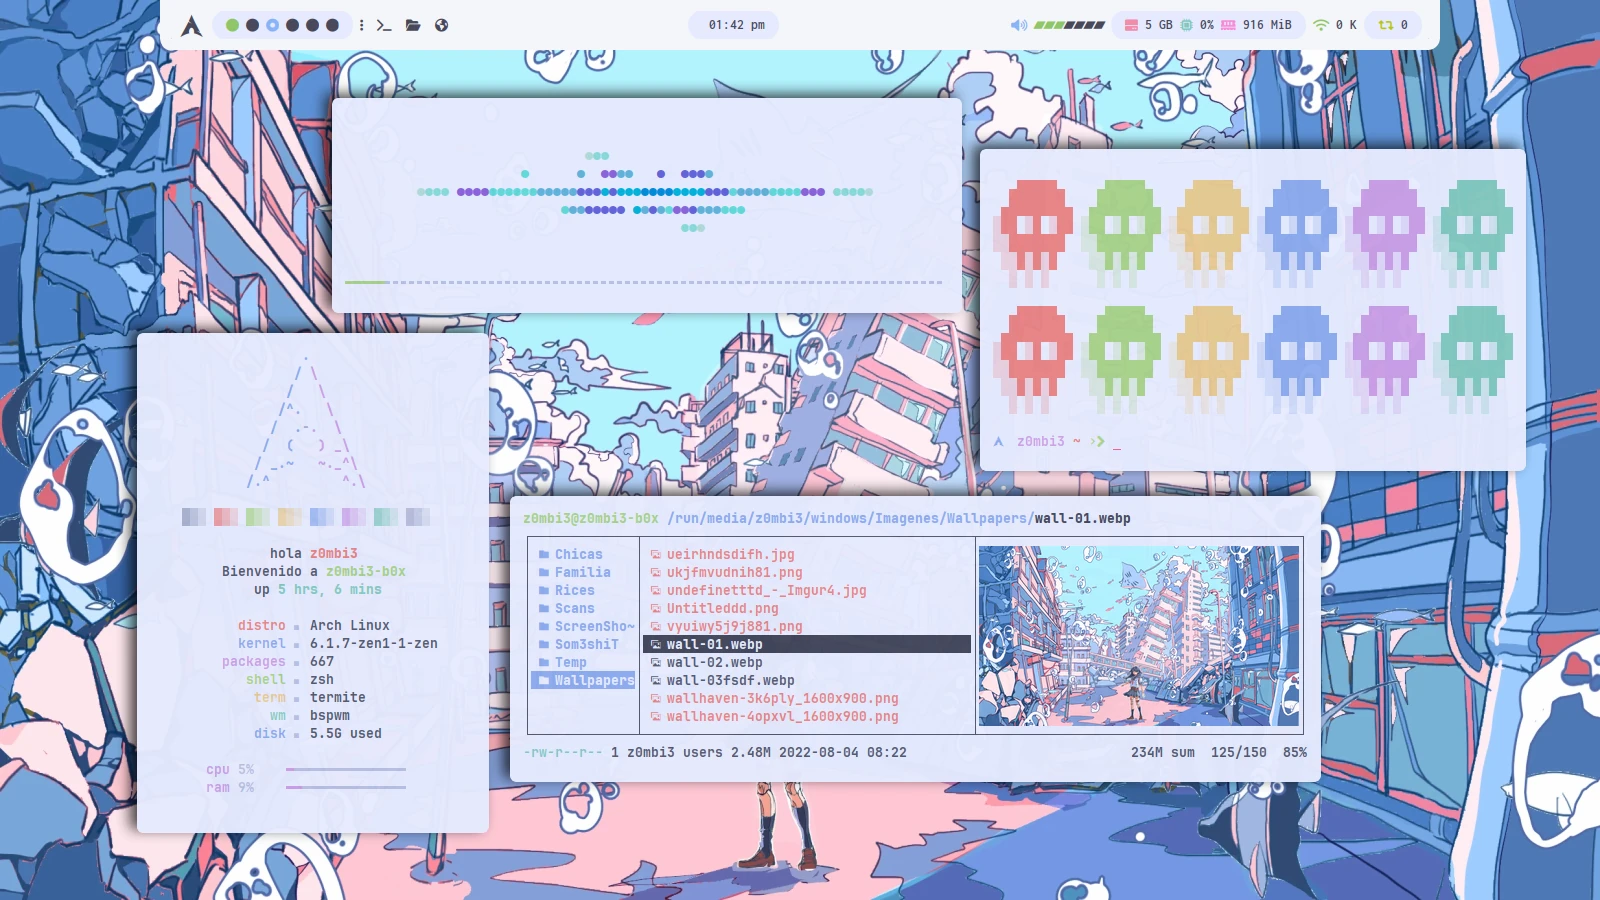 01:42 pm
5 GB 0% 916 MiB 0 K 0
z0mbi3 ~
hola z0mbi3
Bienvenido a z0mbi3-b0x
up 5 hrs, 6 mins
distro Arch Linux
kernel 6.1.7-zen1-1-zen
packages 667
shell zsh
term termite
wm bspwm
disk 5.5G used
cpu 5%
ram 9%
z0mbi3@z0mbi3-b0x /run/media/z0mbi3/windows/Imagenes/Wallpapers/wall-01.webp
Chicas
Familia
Rices
Scans
ScreenSho~
Som3shiT
Temp
Wallpapers
ueirhndsdifh.jpg
ukjfmvudnih81.png
undefinetttd_-_Imgur4.jpg
Untitleddd.png
vyuiwy5j9j881.png
wall-01.webp
wall-02.webp
wall-03fsdf.webp
wallhaven-3k6ply_1600x900.png
wallhaven-4opxvl_1600x900.png
-rw-r--r-- 1 z0mbi3 users 2.48M 2022-08-04 08:22
234M sum 125/150 85%